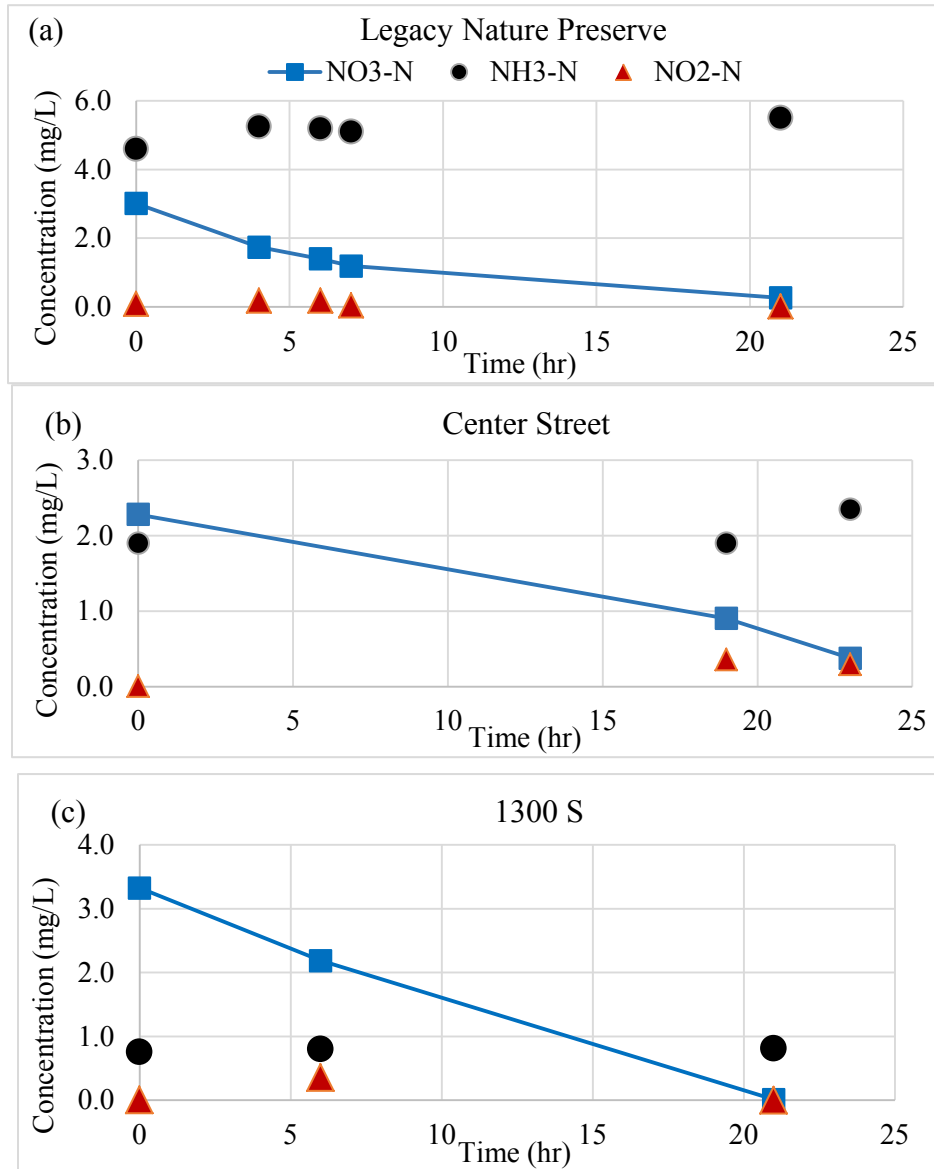 (a) Legacy Nature Preserve
NO3-N NH3-N NO2-N
Concentration (mg/L)
6.0
4.0
2.0
0.0
0 5 10 15 20 25
Time (hr)
(b) Center Street
Concentration (mg/L)
3.0
2.0
1.0
0.0
0 5 10 15 20 25
Time (hr)
(c) 1300 S
Concentration (mg/L)
4.0
3.0
2.0
1.0
0.0
0 5 10 15 20 25
Time (hr)